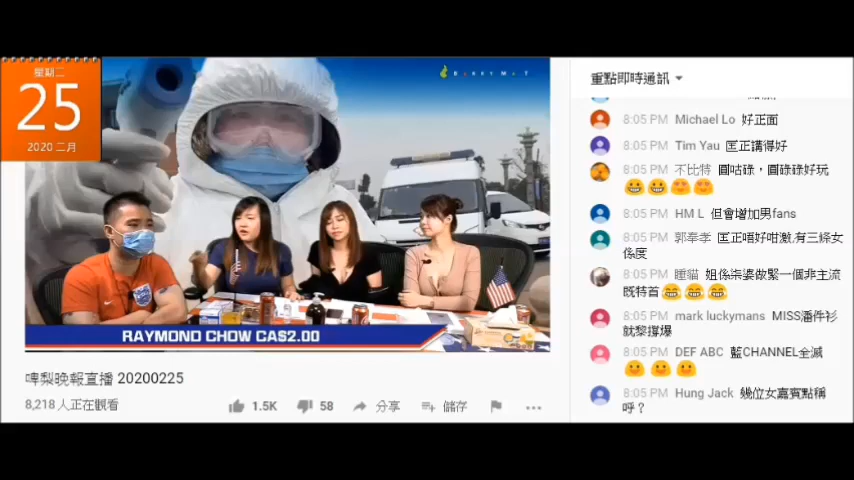 星期二
25
2020 二月
BARRYMAT
RAYMOND CHOW CA$2.00
啤梨晚報直播 20200225
8,218 人正在觀看
1.5K
58
分享
儲存
重點即時通訊
8:05 PM Michael Lo 好正面
8:05 PM Tim Yau 匡正講得好
8:05 PM 不比特 圓咕碌，圓碌碌好玩
8:05 PM HM L 但會增加男fans
8:05 PM 郭奉孝 匡正唔好咁激,有三條女
係度
8:05 PM 瞳貓 姐係柒婆做緊一個非主流
既特首
8:05 PM mark luckymans MISS潘件衫
就黎撐爆
8:05 PM DEF ABC 藍CHANNEL全滅
8:05 PM Hung Jack 幾位女嘉賓點稱
呼？